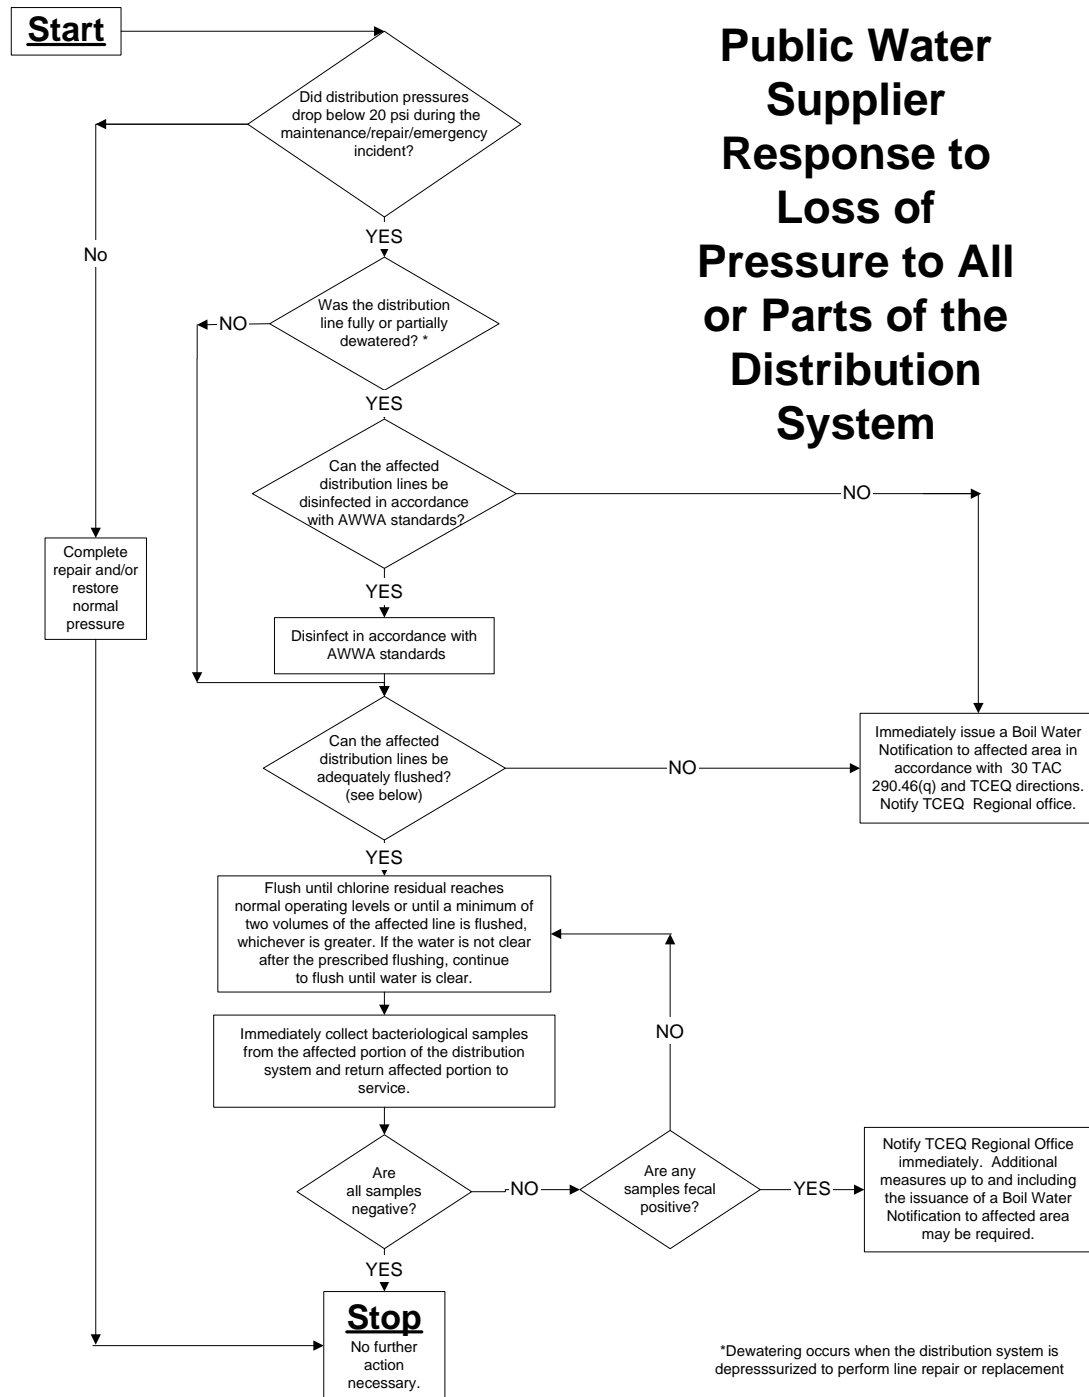 Start
Public Water
Supplier
Response to
Loss of
Pressure to All
or Parts of the
Distribution
System
Did distribution pressures
drop below 20 psi during the
maintenance/repair/emergency
incident?
No
YES
Was the distribution
line fully or partially
dewatered? *
NO
YES
Can the affected
distribution lines be
disinfected in accordance
with AWWA standards?
NO
Complete
repair and/or
restore
normal
pressure
YES
Disinfect in accordance with
AWWA standards
Can the affected
distribution lines be
adequately flushed?
(see below)
NO
Immediately issue a Boil Water
Notification to affected area in
accordance with 30 TAC
290.46(q) and TCEQ directions.
Notify TCEQ Regional office.
YES
Flush until chlorine residual reaches
normal operating levels or until a minimum of
two volumes of the affected line is flushed,
whichever is greater. If the water is not clear
after the prescribed flushing, continue
to flush until water is clear.
NO
Immediately collect bacteriological samples
from the affected portion of the distribution
system and return affected portion to
service.
Are
all samples
negative?
NO
Are any
samples fecal
positive?
YES
Notify TCEQ Regional Office
immediately. Additional
measures up to and including
the issuance of a Boil Water
Notification to affected area
may be required.
YES
Stop
No further
action
necessary.
*Dewatering occurs when the distribution system is
depresssurized to perform line repair or replacement